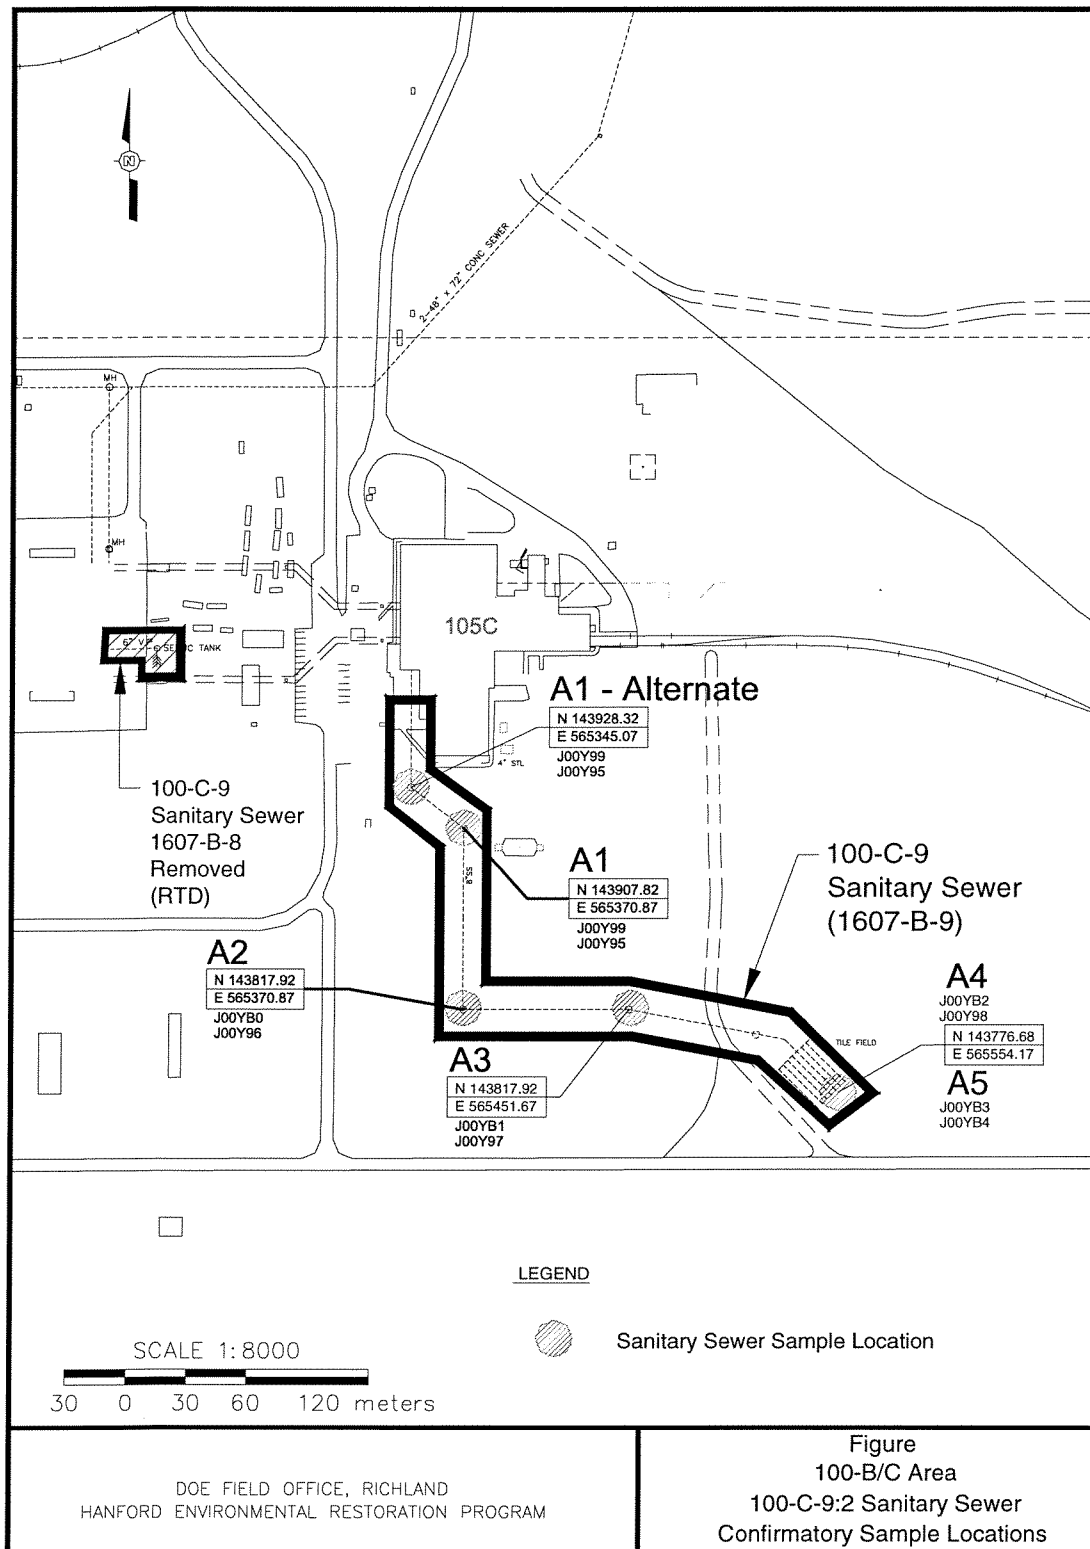 N
2-48" x 72" CONC SEWER
MH
MH
105C
TANK
A1 - Alternate
N 143928.32
E 565345.07
J00Y99
J00Y95
4" STL
100-C-9
Sanitary Sewer
1607-B-8
Removed
(RTD)
A1
N 143907.82
E 565370.87
J00Y99
J00Y95
100-C-9
Sanitary Sewer
(1607-B-9)
A2
N 143817.92
E 565370.87
J00YB0
J00Y96
A4
J00YB2
J00Y98
N 143776.68
E 565554.17
A5
J00YB3
J00YB4
TILE FIELD
A3
N 143817.92
E 565451.67
J00YB1
J00Y97
LEGEND
Sanitary Sewer Sample Location
SCALE 1:8000
30 0 30 60 120 meters
DOE FIELD OFFICE, RICHLAND
HANFORD ENVIRONMENTAL RESTORATION PROGRAM
Figure
100-B/C Area
100-C-9:2 Sanitary Sewer
Confirmatory Sample Locations